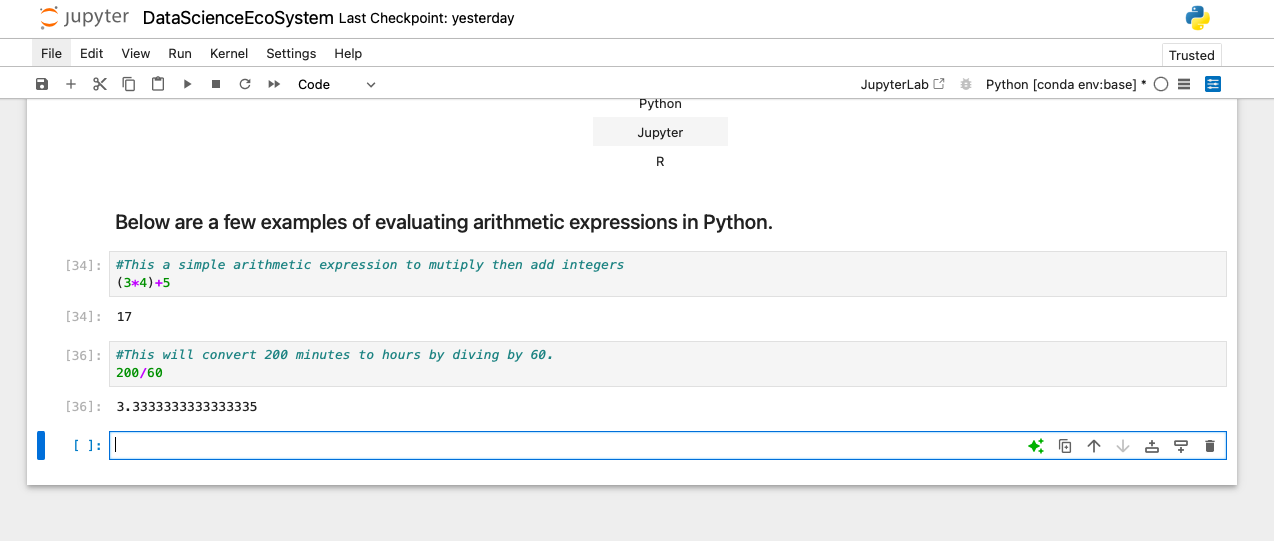 jupyter DataScienceEcoSystem Last Checkpoint: yesterday
File Edit View Run Kernel Settings Help
Trusted
Code JupyterLab Python [conda env:base] *
Python
Jupyter
R
Below are a few examples of evaluating arithmetic expressions in Python.
[34]: #This a simple arithmetic expression to mutiply then add integers
(3*4)+5
[34]: 17
[36]: #This will convert 200 minutes to hours by diving by 60.
200/60
[36]: 3.3333333333333335
[ ]: